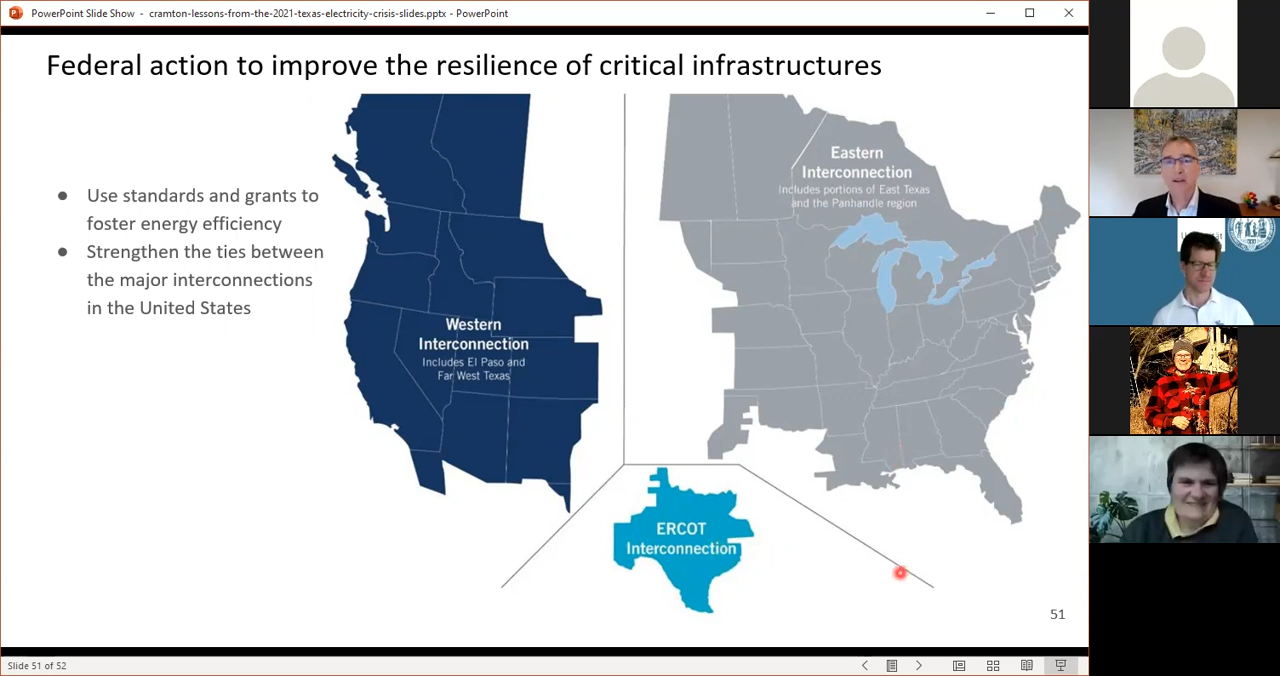 PowerPoint Slide Show - cramton-lessons-from-the-2021-texas-electricity-crisis-slides.pptx - PowerPoint
Federal action to improve the resilience of critical infrastructures
● Use standards and grants to
foster energy efficiency
● Strengthen the ties between
the major interconnections
in the United States
Western
Interconnection
Includes El Paso and
Far West Texas
Eastern
Interconnection
Includes portions of East Texas
and the Panhandle region
ERCOT
Interconnection
51
Slide 51 of 52